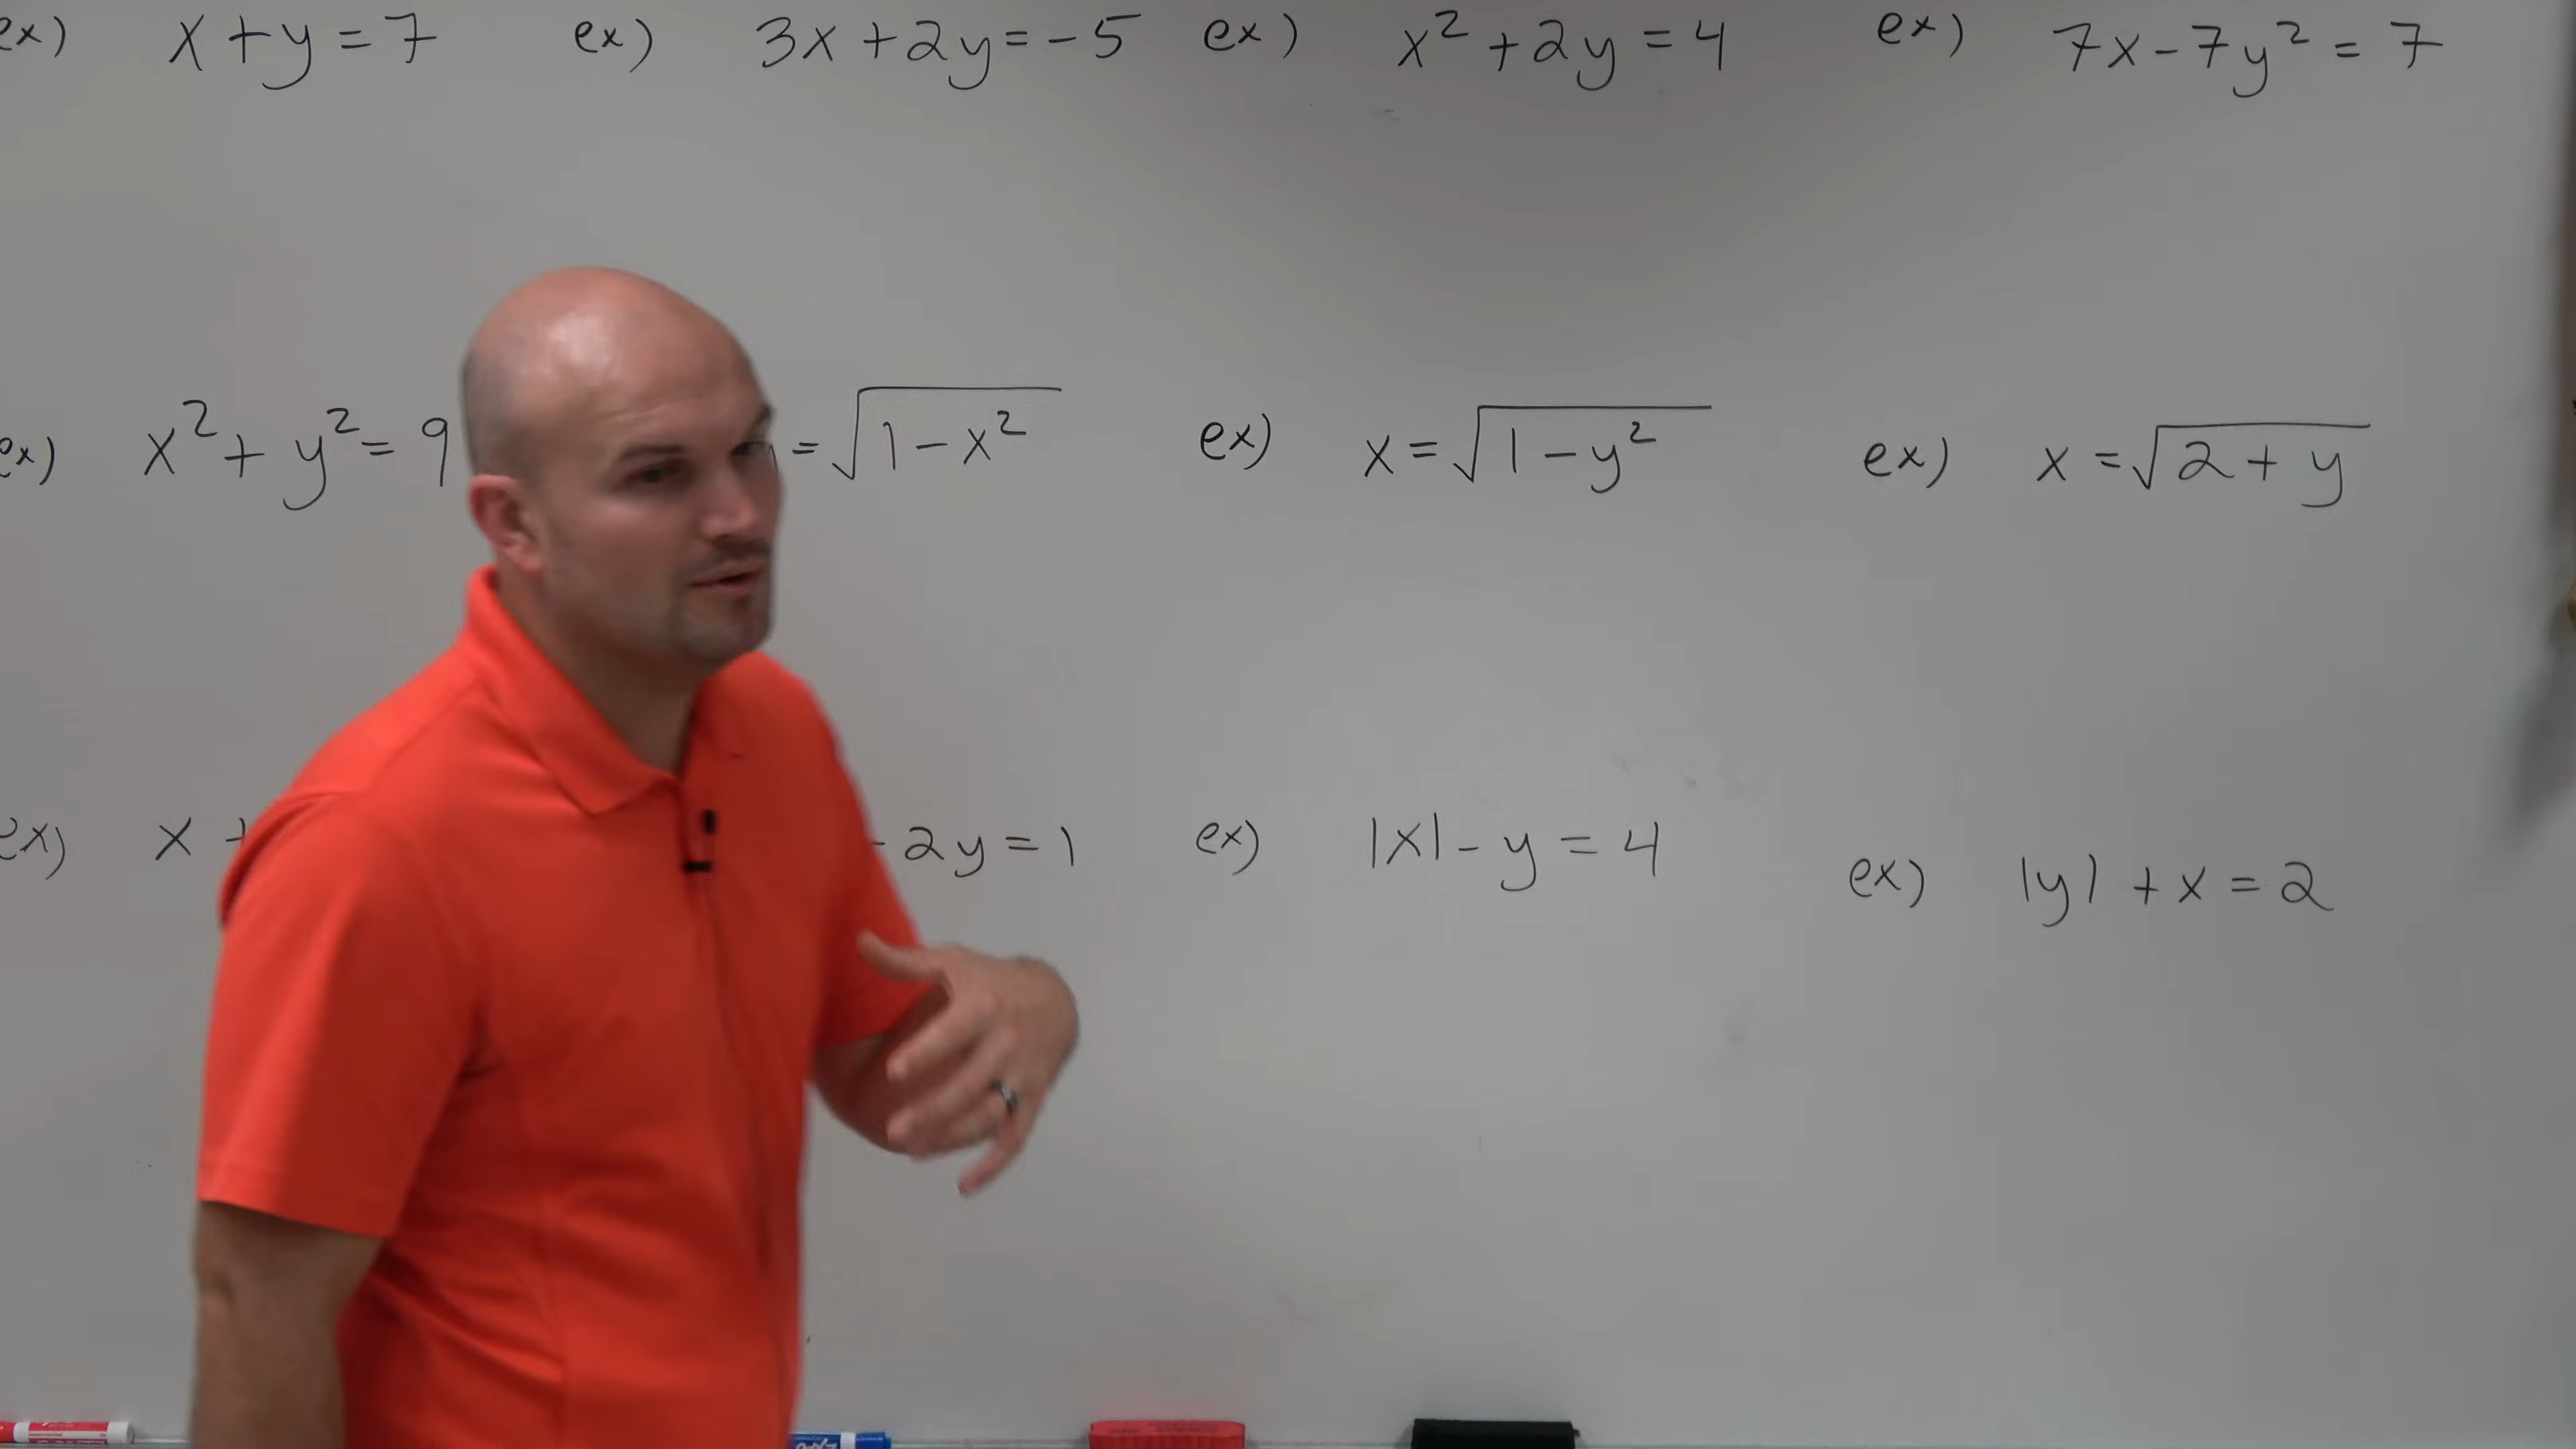 ex) x + y = 7 ex) 3x + 2y = -5 ex) x² + 2y = 4 ex) 7x - 7y² = 7
ex) x² + y² = 9 = √(1 - x²) ex) x = √(1 - y²) ex) x = √(2 + y)
ex) x + - 2y = 1 ex) |x| - y = 4 ex) |y| + x = 2
EXPO